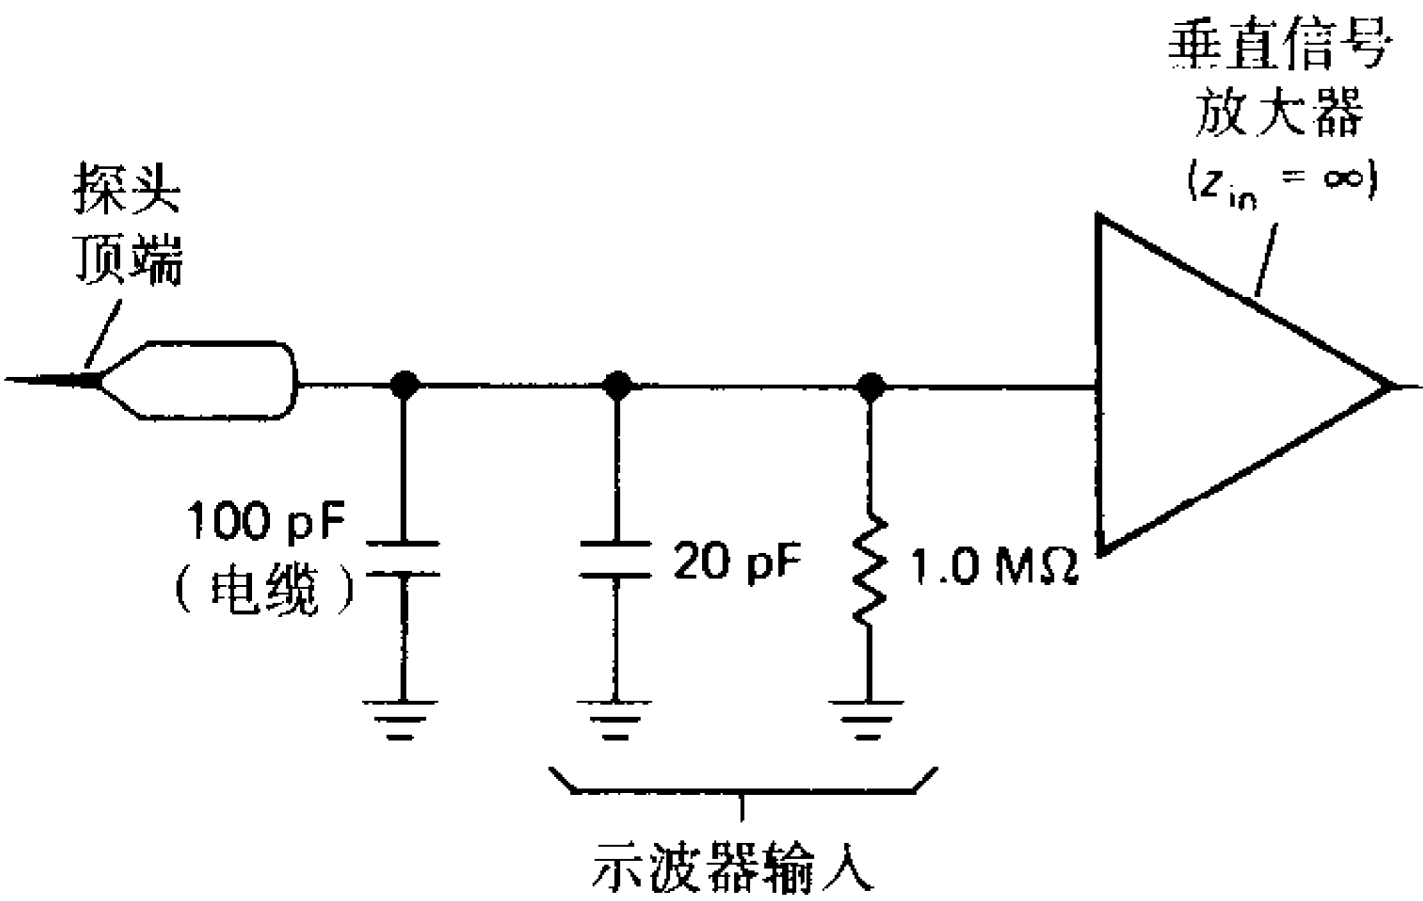 垂直信号
放大器
(z_in = ∞)
探头
顶端
100 pF
（电缆）
20 pF
1.0 MΩ
示波器输入